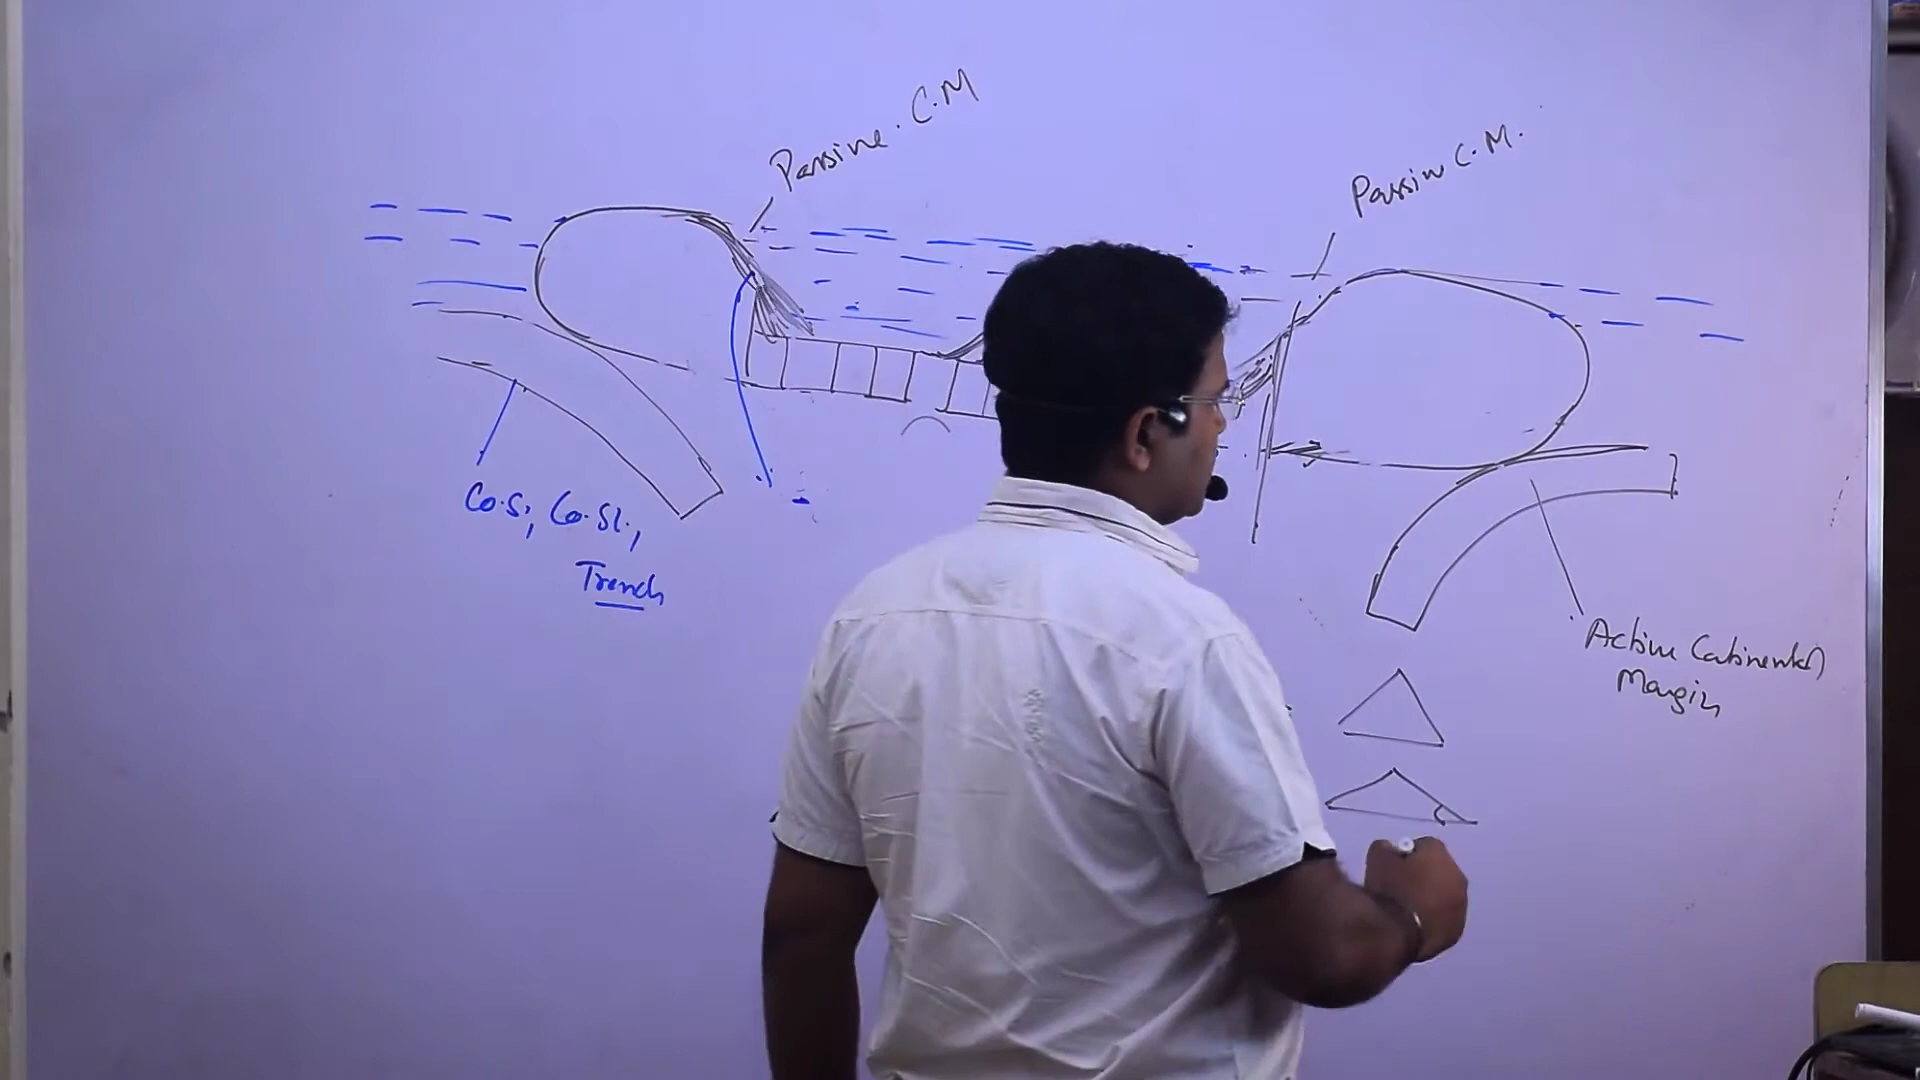 Passive. C.M
Passive C.M.
Co.S, Co.Sl.,
Trench
Active Continental
Margin